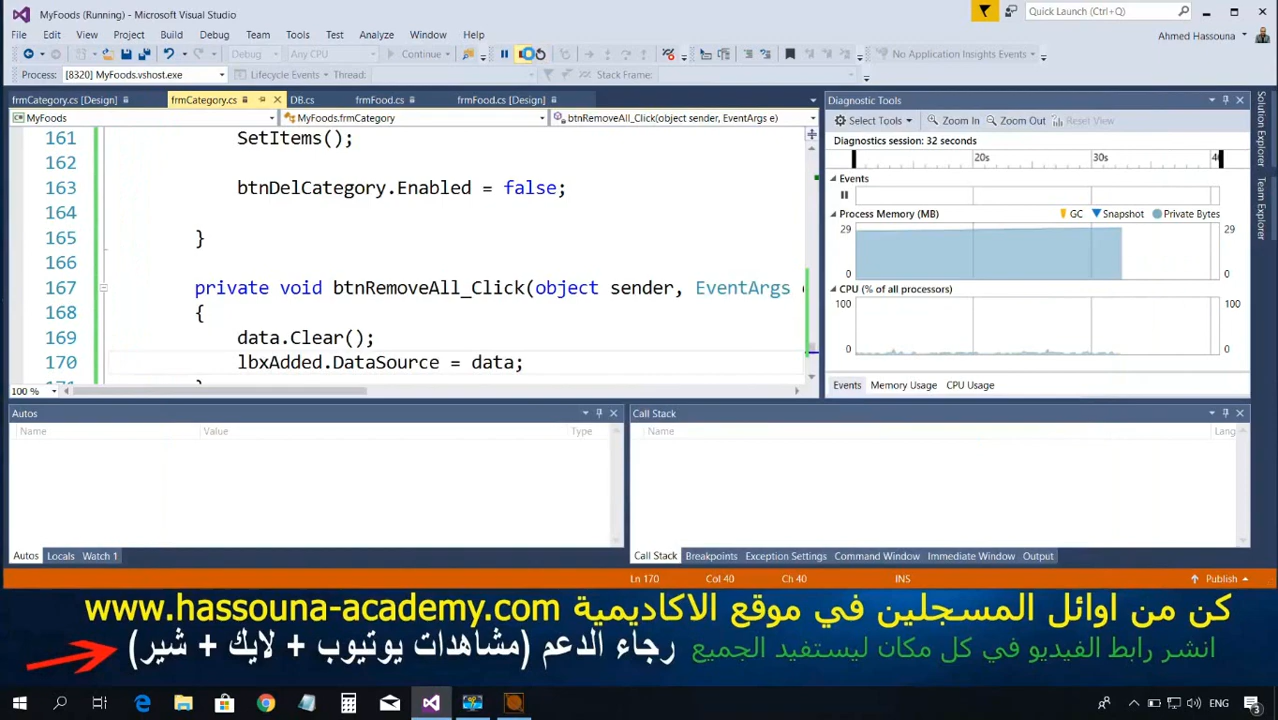 MyFoods (Running) - Microsoft Visual Studio
Quick Launch (Ctrl+Q)
File Edit View Project Build Debug Team Tools Test Analyze Window Help
Ahmed Hassouna
Debug Any CPU Continue No Application Insights Events
Process: [8320] MyFoods.vshost.exe Lifecycle Events Thread: Stack Frame:
frmCategory.cs [Design] frmCategory.cs DB.cs frmFood.cs frmFood.cs [Design]
MyFoods MyFoods.frmCategory btnRemoveAll_Click(object sender, EventArgs e)
161 SetItems();
162
163 btnDelCategory.Enabled = false;
164
165 }
166
167 private void btnRemoveAll_Click(object sender, EventArgs
168 {
169 data.Clear();
170 lbxAdded.DataSource = data;
100 %
Diagnostic Tools
Select Tools Zoom In Zoom Out Reset View
Diagnostics session: 32 seconds
20s 30s
Events
Process Memory (MB) GC Snapshot Private Bytes
29 29
0 0
CPU (% of all processors)
100 100
0 0
Events Memory Usage CPU Usage
Solution Explorer
Team Explorer
Autos
Name Value Type
Autos Locals Watch 1
Call Stack
Name Lang
Call Stack Breakpoints Exception Settings Command Window Immediate Window Output
Ln 170 Col 40 Ch 40 INS Publish
كن من اوائل المسجلين في موقع الاكاديمية www.hassouna-academy.com
انشر رابط الفيديو في كل مكان ليستفيد الجميع رجاء الدعم (مشاهدات يوتيوب + لايك + شير)
ENG
3